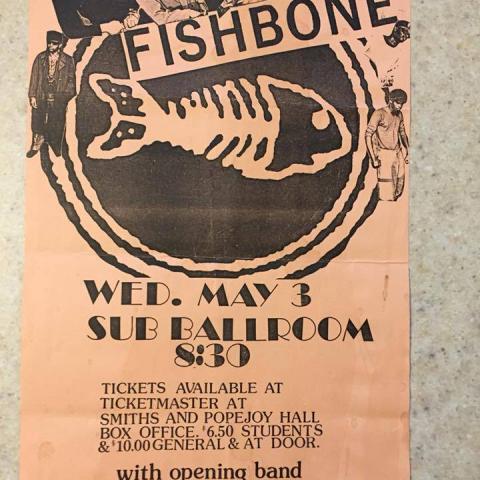 FISHBONE
WED. MAY 3
SUB BALLROOM
8:30
TICKETS AVAILABLE AT
TICKETMASTER AT
SMITHS AND POPEJOY HALL
BOX OFFICE. $6.50 STUDENTS
& $10.00 GENERAL & AT DOOR.
with opening band